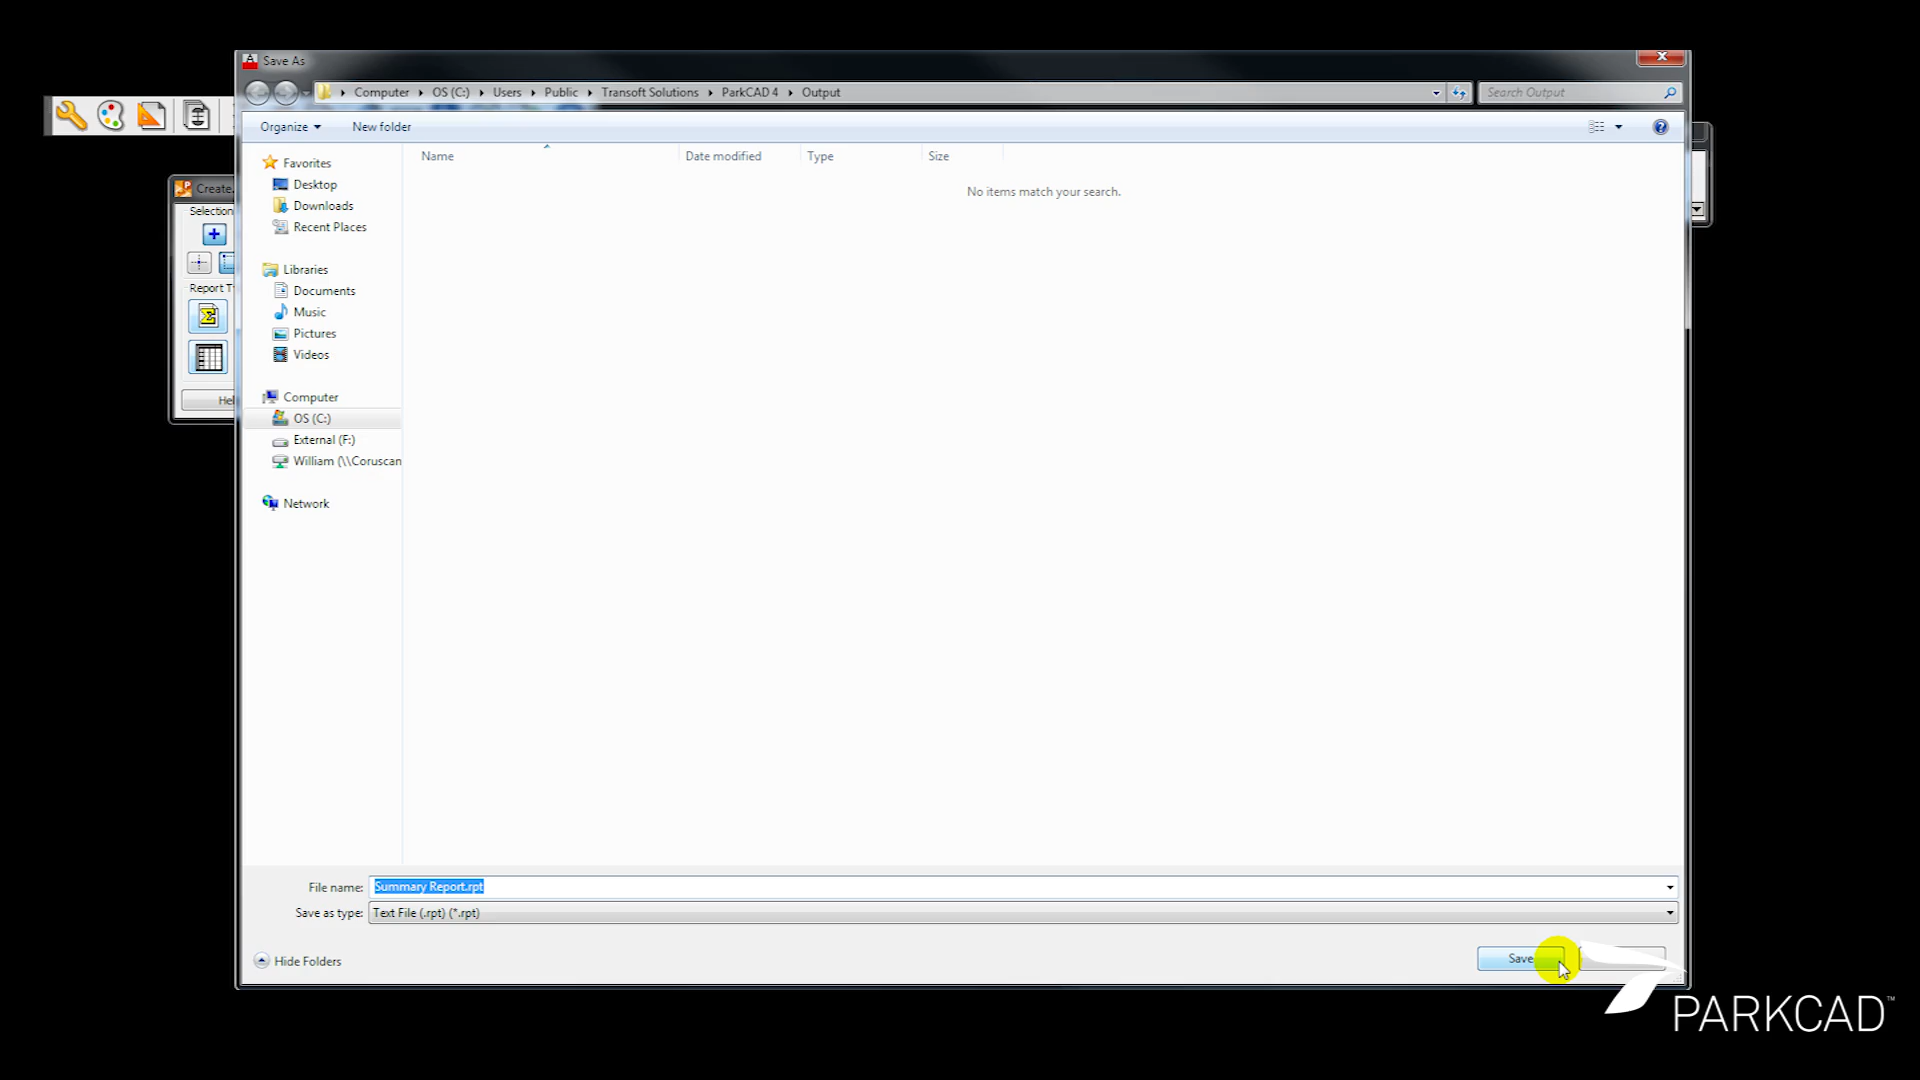 Save As
Computer OS (C:) Users Public Transoft Solutions ParkCAD 4 Output
Search Output
Organize New folder
Name Date modified Type Size
No items match your search.
Favorites
Desktop
Downloads
Recent Places
Libraries
Documents
Music
Pictures
Videos
Computer
OS (C:)
External (F:)
William (\\Coruscan
Network
Create
Selection
Report T
Hel
File name: Summary Report.rpt
Save as type: Text File (.rpt) (*.rpt)
Hide Folders
Save
PARKCAD™